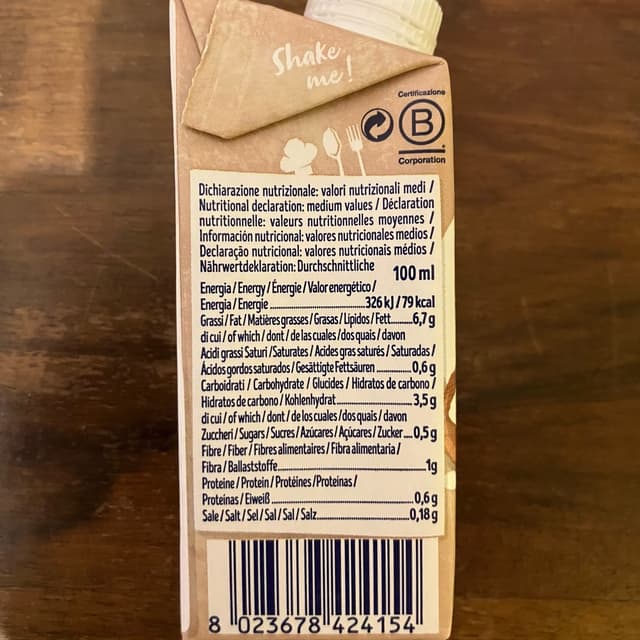 Shake
me!
Certificazione
B
Corporation
Dichiarazione nutrizionale: valori nutrizionali medi /
Nutritional declaration: medium values / Déclaration
nutritionnelle: valeurs nutritionnelles moyennes /
Información nutricional: valores nutricionales medios /
Declaração nutricional: valores nutricionais médios /
Nährwertdeklaration: Durchschnittliche 100 ml
Energia / Energy / Énergie / Valor energético /
Energia / Energie ..... 326 kJ / 79 kcal
Grassi / Fat / Matières grasses / Grasas / Lípidos / Fett ..... 6,7 g
di cui / of which / dont / de las cuales / dos quais / davon
Acidi grassi Saturi / Saturates / Acides gras saturés / Saturadas /
Ácidos gordos saturados / Gesättigte Fettsäuren ..... 0,6 g
Carboidrati / Carbohydrate / Glucides / Hidratos de carbono /
Hidratos de carbono / Kohlenhydrat ..... 3,5 g
di cui / of which / dont / de los cuales / dos quais / davon
Zuccheri / Sugars / Sucres / Azúcares / Açúcares / Zucker ..... 0,5 g
Fibre / Fiber / Fibres alimentaires / Fibra alimentaria /
Fibra / Ballaststoffe ..... 1g
Proteine / Protein / Protéines / Proteinas /
Proteínas / Eiweiß ..... 0,6 g
Sale / Salt / Sel / Sal / Sal / Salz ..... 0,18 g
8 023678 424154